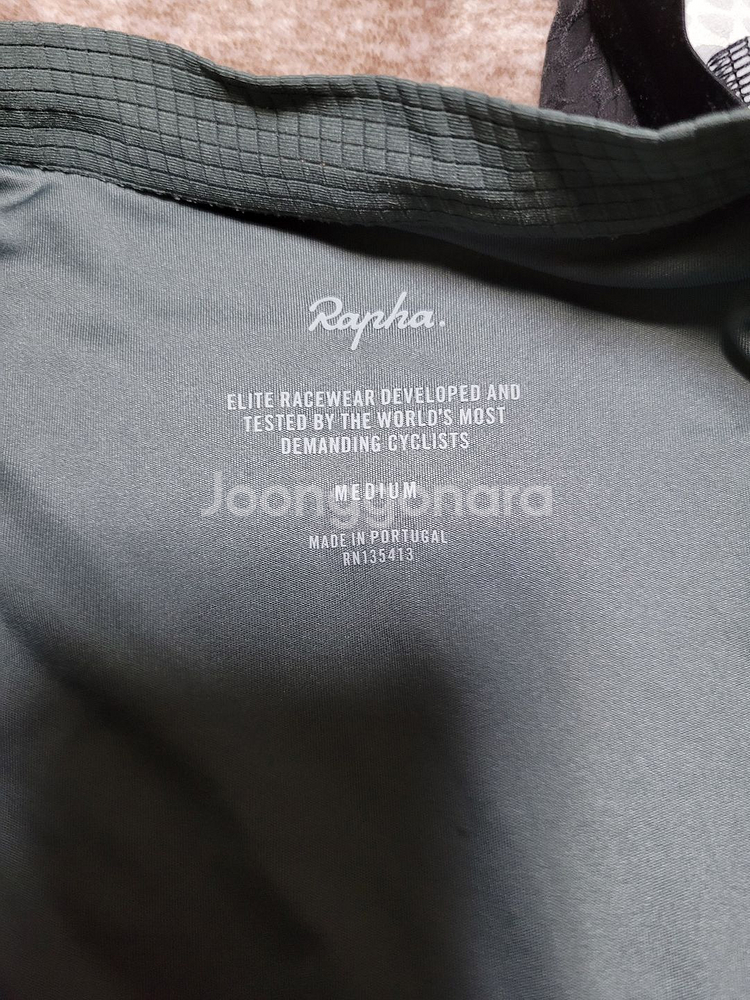 Rapha.
ELITE RACEWEAR DEVELOPED AND
TESTED BY THE WORLD'S MOST
DEMANDING CYCLISTS
MEDIUM
Joonggonara
MADE IN PORTUGAL
RN135413